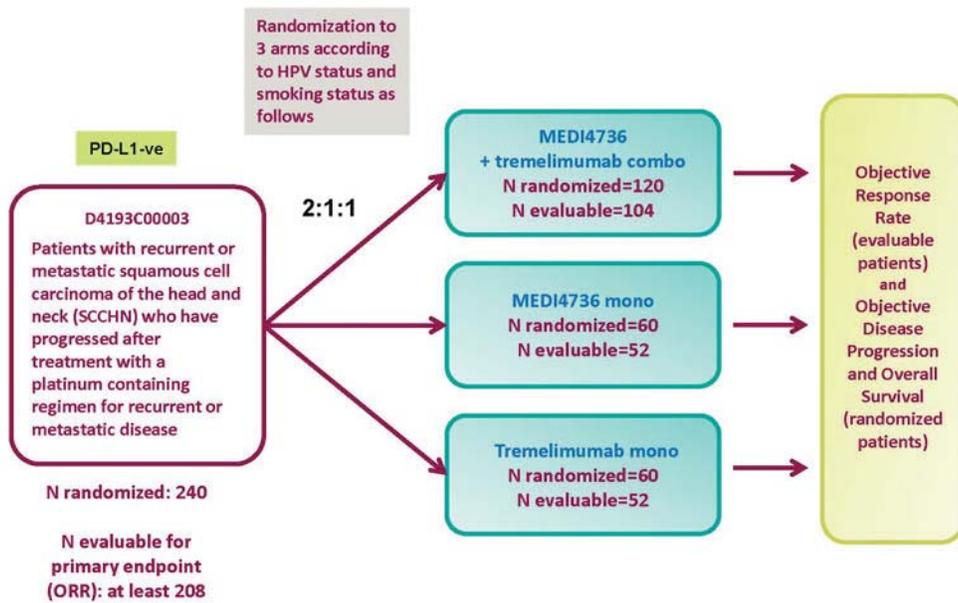 Randomization to
3 arms according
to HPV status and
smoking status as
follows
PD-L1-ve
D4193C00003
Patients with recurrent or
metastatic squamous cell
carcinoma of the head and
neck (SCCHN) who have
progressed after
treatment with a
platinum containing
regimen for recurrent or
metastatic disease
N randomized: 240
N evaluable for
primary endpoint
(ORR): at least 208
2:1:1
MEDI4736
+ tremelimumab combo
N randomized=120
N evaluable=104
MEDI4736 mono
N randomized=60
N evaluable=52
Tremelimumab mono
N randomized=60
N evaluable=52
Objective
Response
Rate
(evaluable
patients)
and
Objective
Disease
Progression
and Overall
Survival
(randomized
patients)